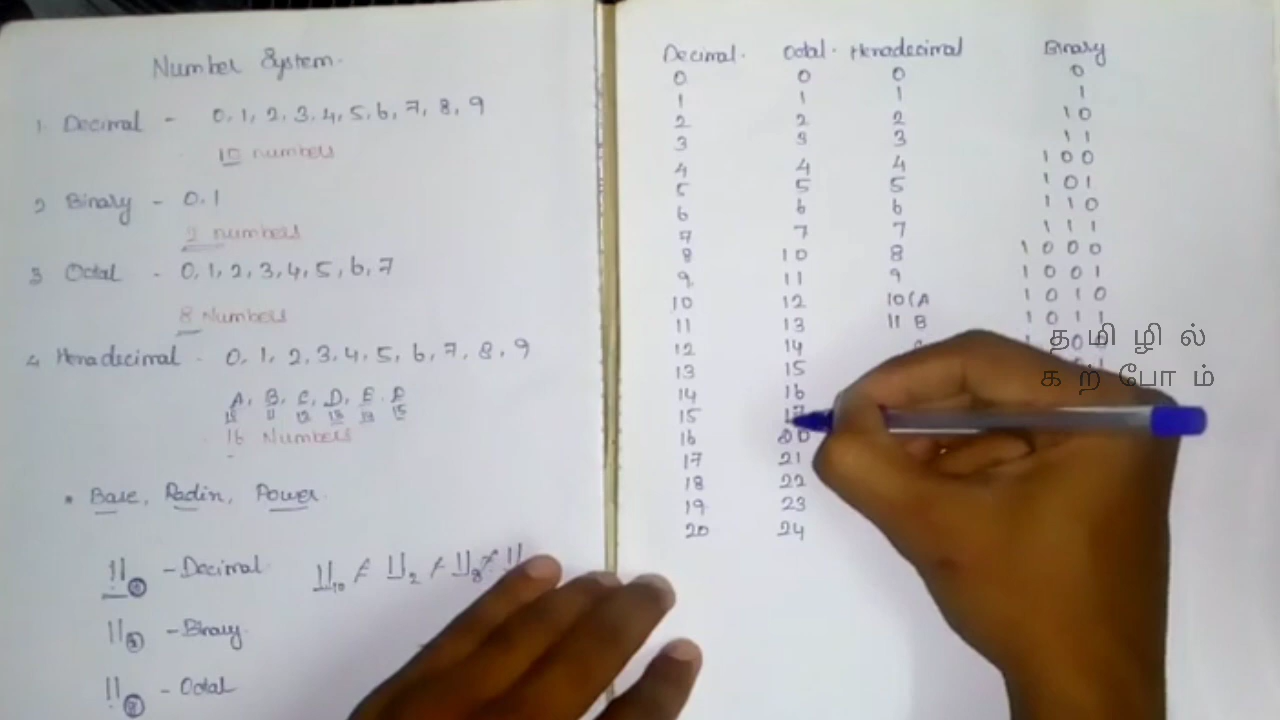 Number System.
1. Decimal - 0, 1, 2, 3, 4, 5, 6, 7, 8, 9
10 numbers
2 Binary - 0.1
2 numbers
3 Octal - 0, 1, 2, 3, 4, 5, 6, 7
8 Numbers
4 Hexadecimal - 0, 1, 2, 3, 4, 5, 6, 7, 8, 9
A, B, C, D, E
16 Numbers
Base, Radix, Power.
11 - Decimal 11₁₀ ≠ 11₂ ≠ 11₈ ≠ 11
11 - Binary
11 - Octal
Decimal. Octal. Hexadecimal Binary
0 0 0 0
1 1 1 1
2 2 2 10
3 3 3 11
4 4 4 100
5 5 5 101
6 6 6 110
7 7 7 111
8 10 8 1000
9 11 9 1001
10 12 10(A 1010
11 13 11 B 1011
12 14
13 15
14 16
15 17
16 20
17 21
18 22
19 23
20 24
தமிழில்
கற்போம்